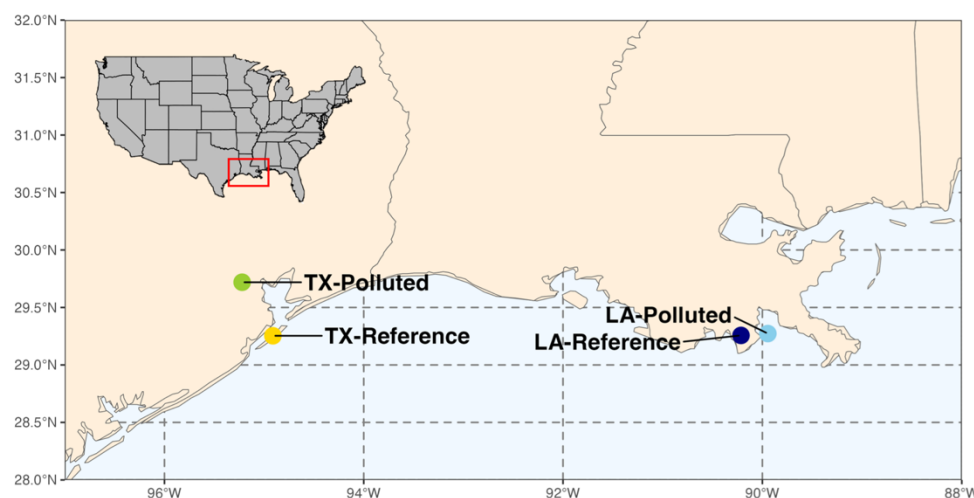 32.0°N
31.5°N
31.0°N
30.5°N
30.0°N
29.5°N
29.0°N
28.5°N
28.0°N
TX-Polluted
TX-Reference
LA-Polluted
LA-Reference
96°W
94°W
92°W
90°W
88°W